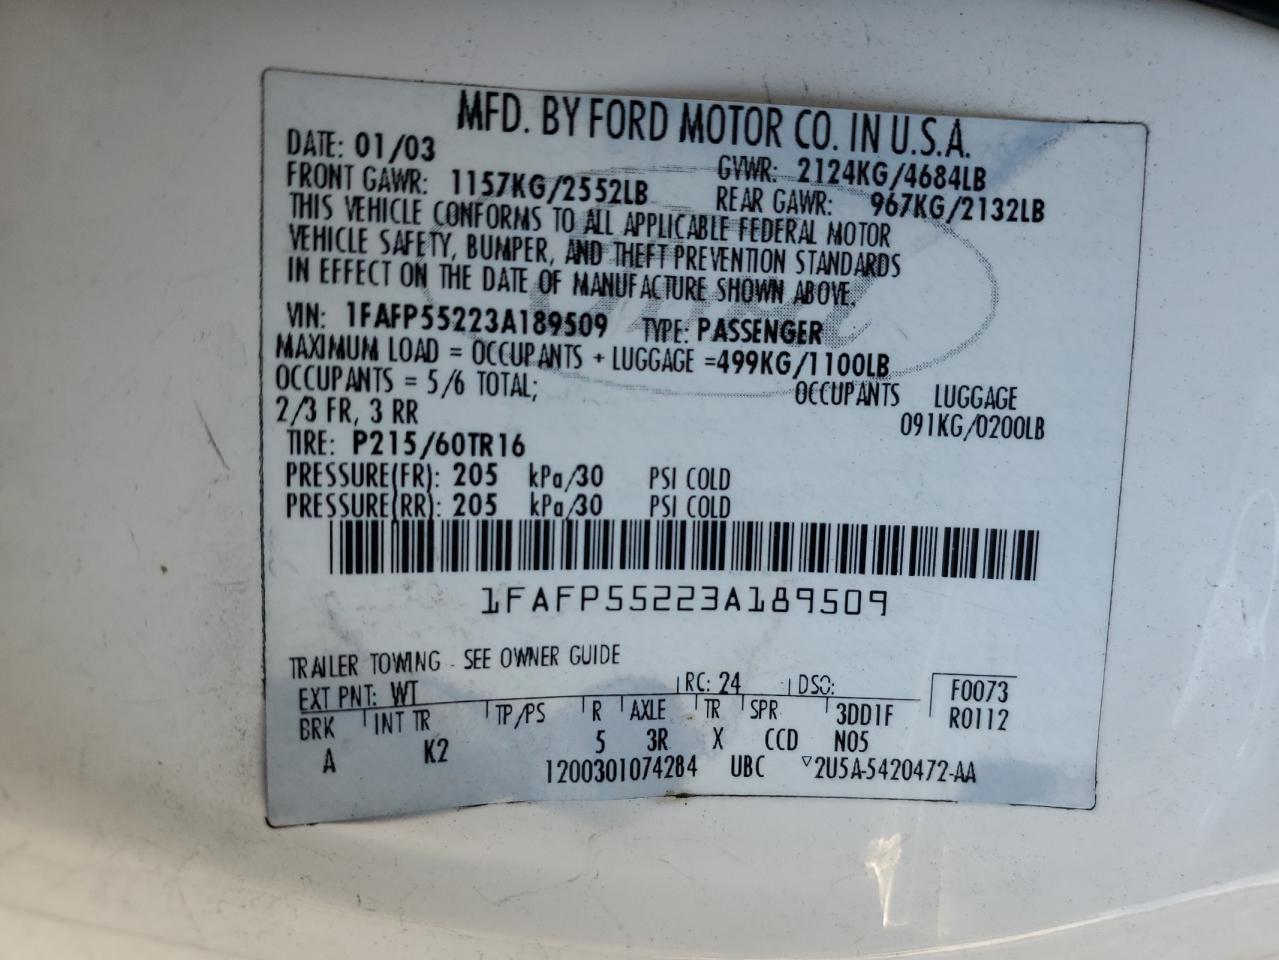 MFD. BY FORD MOTOR CO. IN U.S.A.
DATE: 01/03 GVWR: 2124KG/4684LB
FRONT GAWR: 1157KG/2552LB REAR GAWR: 967KG/2132LB
THIS VEHICLE CONFORMS TO ALL APPLICABLE FEDERAL MOTOR
VEHICLE SAFETY, BUMPER, AND THEFT PREVENTION STANDARDS
IN EFFECT ON THE DATE OF MANUFACTURE SHOWN ABOVE.
VIN: 1FAFP55223A189509 TYPE: PASSENGER
MAXIMUM LOAD = OCCUPANTS + LUGGAGE =499KG/1100LB
OCCUPANTS = 5/6 TOTAL; OCCUPANTS LUGGAGE
2/3 FR, 3 RR 091KG/0200LB
TIRE: P215/60TR16
PRESSURE(FR): 205 kPa/30 PSI COLD
PRESSURE(RR): 205 kPa/30 PSI COLD
1FAFP55223A189509
TRAILER TOWING - SEE OWNER GUIDE
EXT PNT: WT RC: 24 DSO: F0073
BRK INT TR TP/PS R AXLE TR SPR 3DD1F R0112
A K2 5 3R X CCD N05
1200301074284 UBC ▽2U5A-5420472-AA
Ford